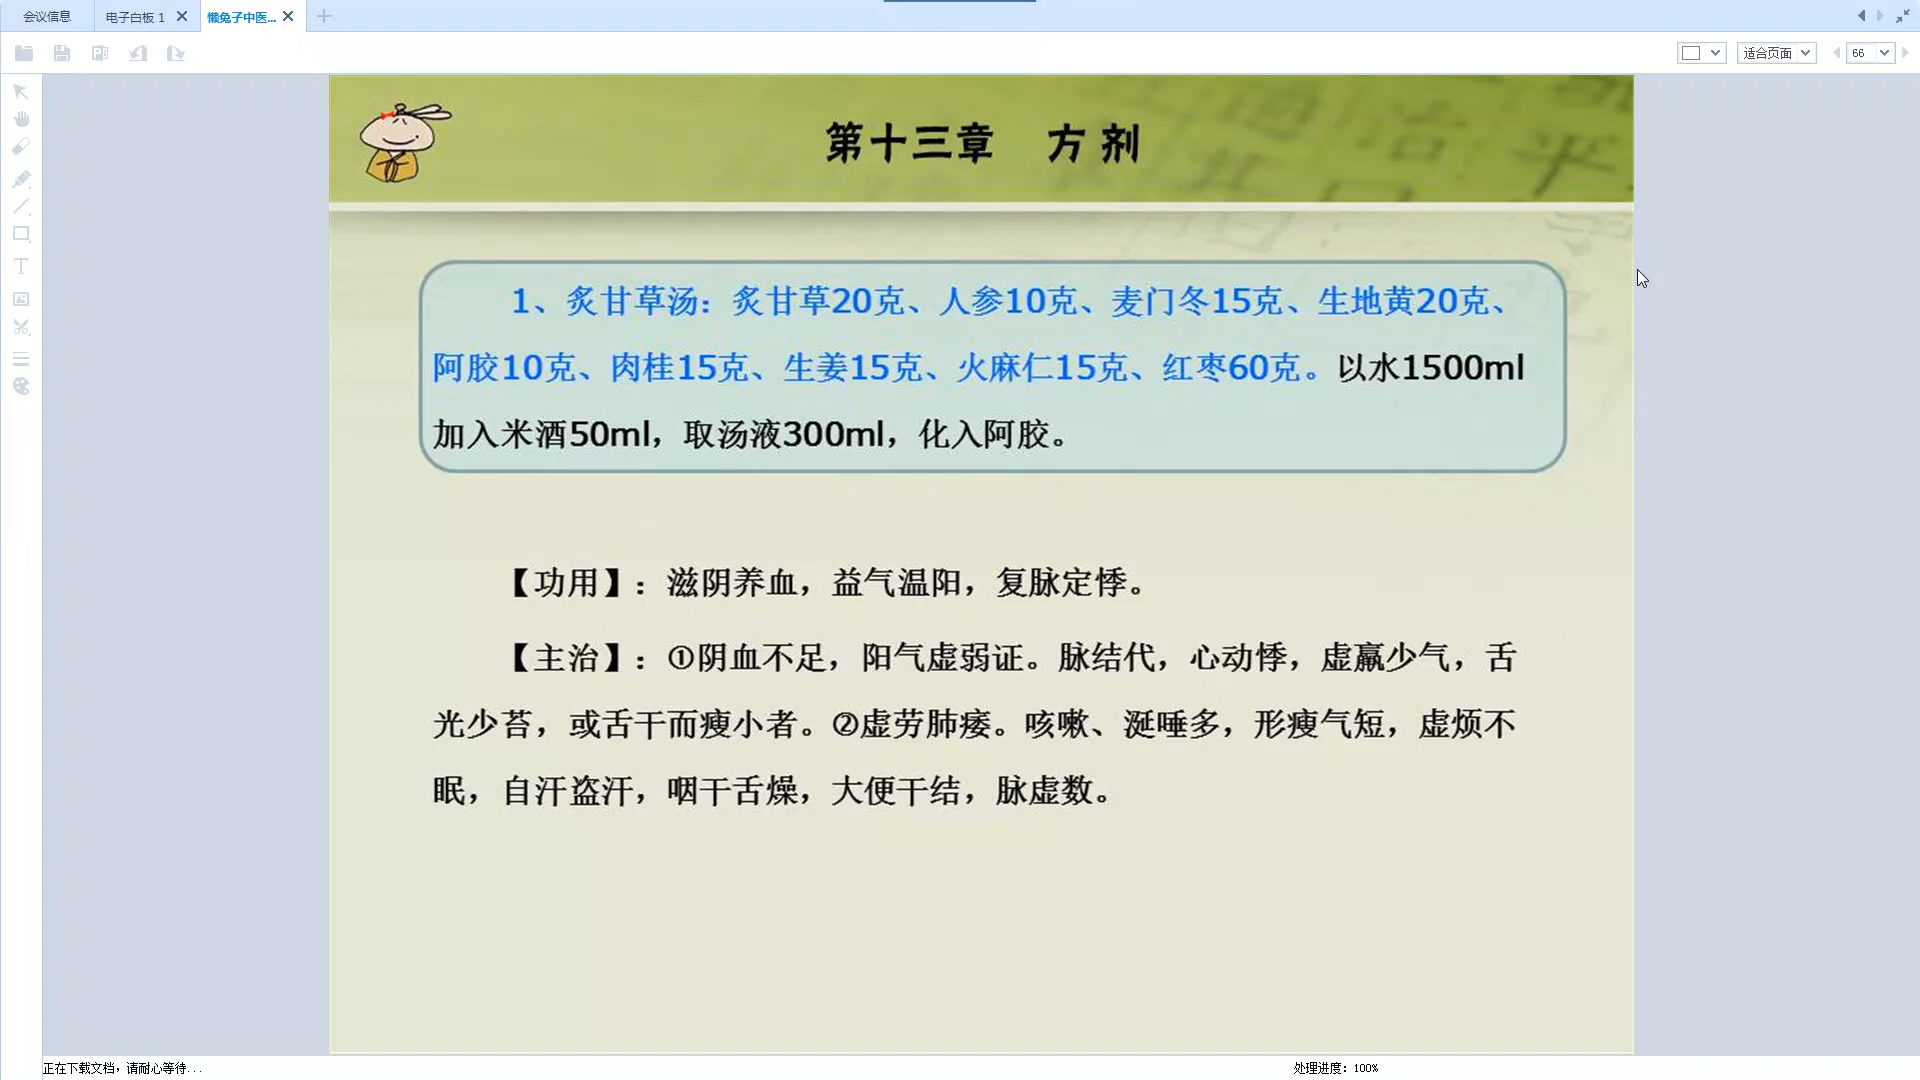 会议信息
电子白板 1
懒兔子中医...
适合页面
66
第十三章 方剂
1、炙甘草汤：炙甘草20克、人参10克、麦门冬15克、生地黄20克、
阿胶10克、肉桂15克、生姜15克、火麻仁15克、红枣60克。以水1500ml
加入米酒50ml，取汤液300ml，化入阿胶。
【功用】：滋阴养血，益气温阳，复脉定悸。
【主治】：①阴血不足，阳气虚弱证。脉结代，心动悸，虚羸少气，舌
光少苔，或舌干而瘦小者。②虚劳肺痿。咳嗽、涎唾多，形瘦气短，虚烦不
眠，自汗盗汗，咽干舌燥，大便干结，脉虚数。
正在下载文档，请耐心等待...
处理进度：100%